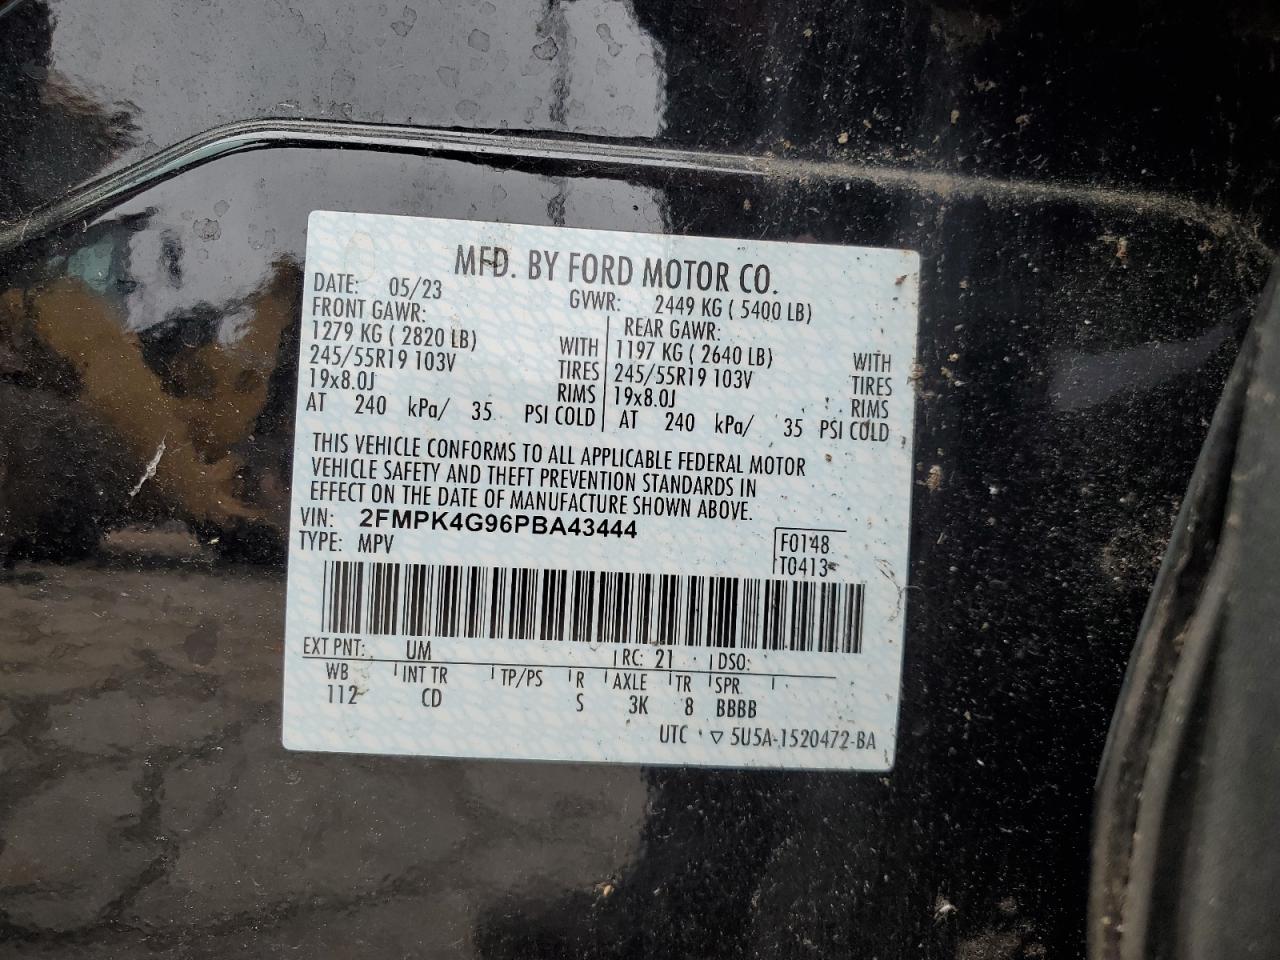 MFD. BY FORD MOTOR CO.
DATE: 05/23 GVWR: 2449 KG ( 5400 LB)
FRONT GAWR: REAR GAWR:
1279 KG ( 2820 LB) WITH 1197 KG ( 2640 LB) WITH
245/55R19 103V TIRES 245/55R19 103V TIRES
19x8.0J RIMS 19x8.0J RIMS
AT 240 kPa/ 35 PSI COLD AT 240 kPa/ 35 PSI COLD
THIS VEHICLE CONFORMS TO ALL APPLICABLE FEDERAL MOTOR
VEHICLE SAFETY AND THEFT PREVENTION STANDARDS IN
EFFECT ON THE DATE OF MANUFACTURE SHOWN ABOVE.
VIN: 2FMPK4G96PBA43444
TYPE: MPV
F0148
T0413
EXT PNT: UM RC: 21 DSO:
WB INT TR TP/PS R AXLE TR SPR
112 CD S 3K 8 BBBB
UTC ▽ 5U5A-1520472-BA